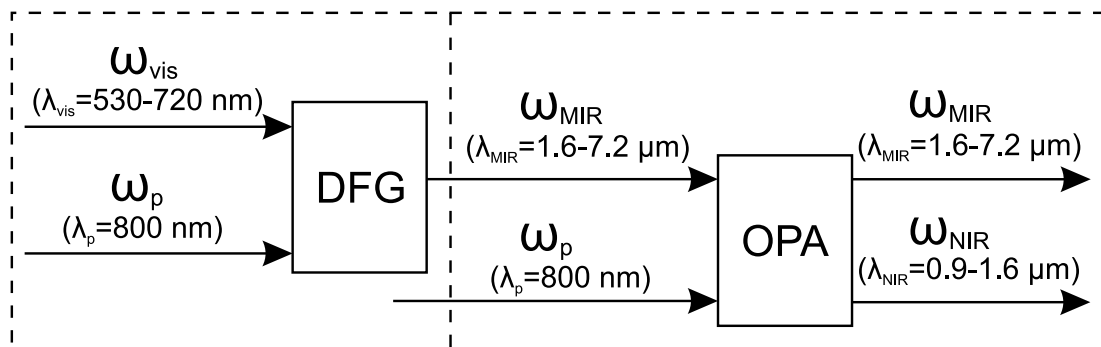 ωvis
(λvis=530-720 nm)
ωp
(λp=800 nm)
DFG
ωMIR
(λMIR=1.6-7.2 µm)
ωp
(λp=800 nm)
OPA
ωMIR
(λMIR=1.6-7.2 µm)
ωNIR
(λNIR=0.9-1.6 µm)